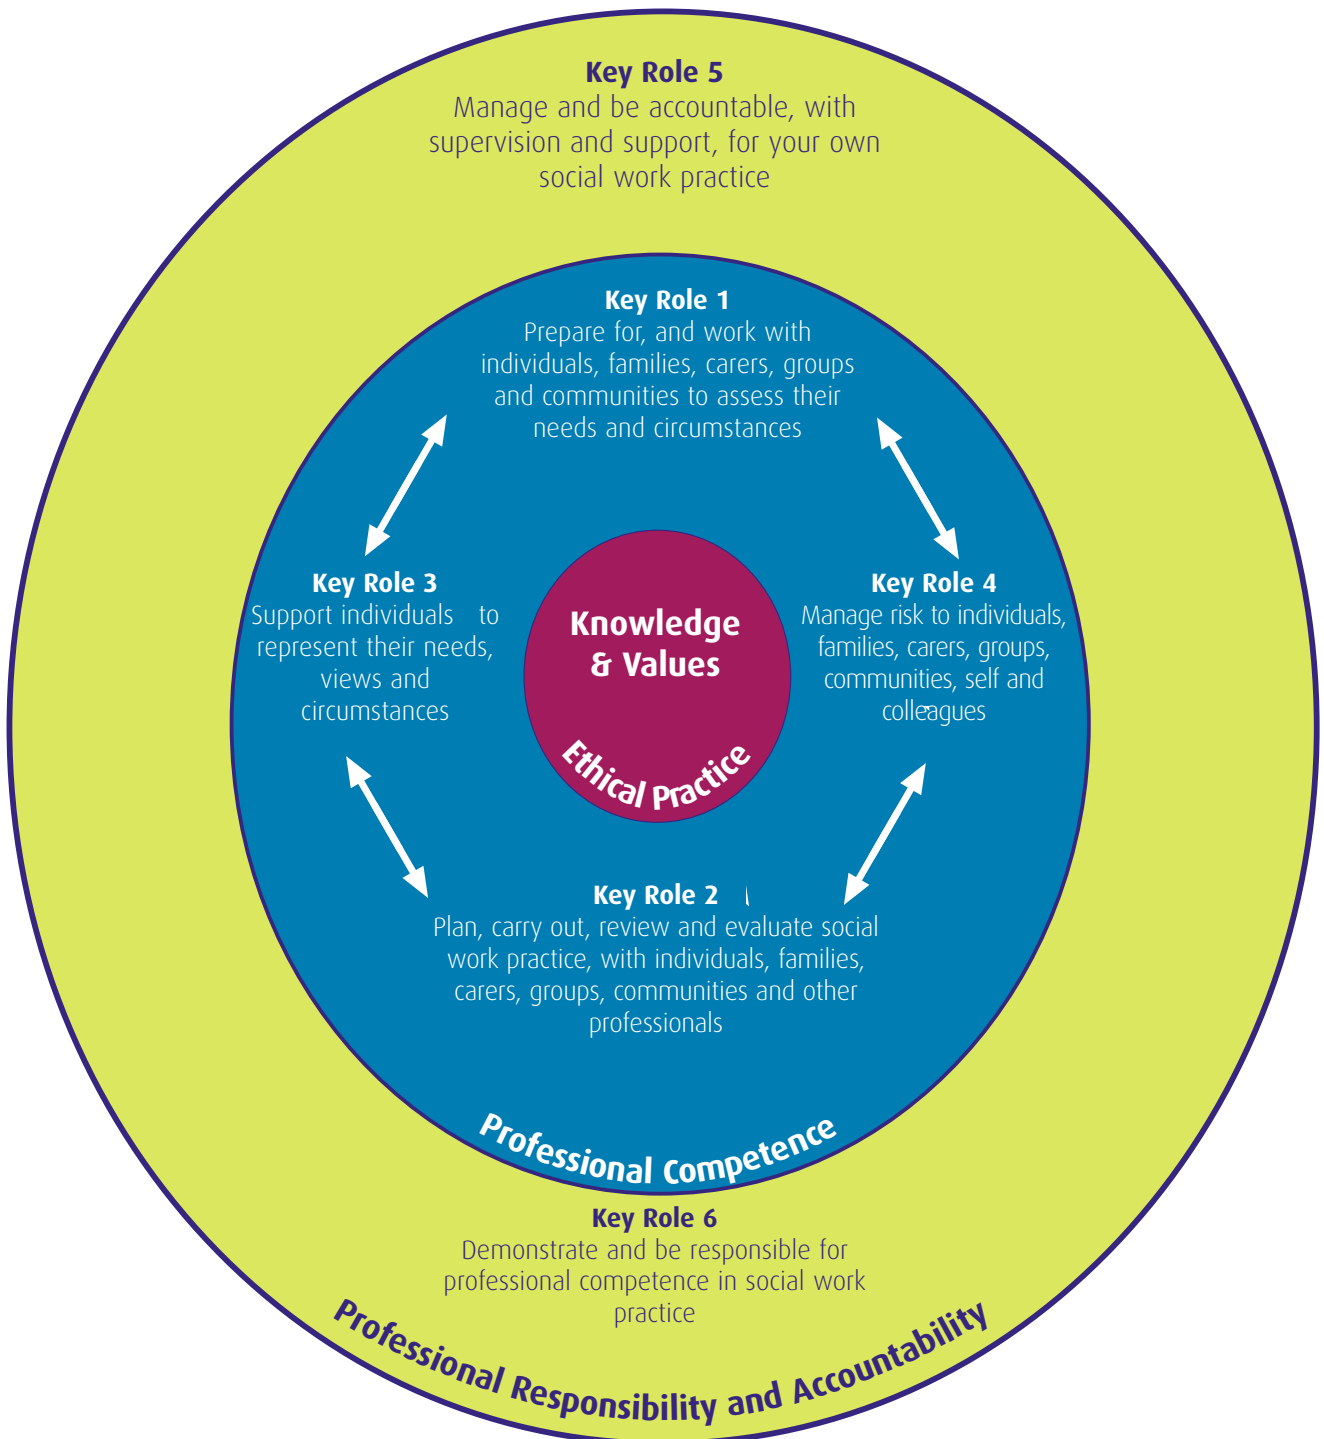 Key Role 5
Manage and be accountable, with
supervision and support, for your own
social work practice
Key Role 1
Prepare for, and work with
individuals, families, carers, groups
and communities to assess their
needs and circumstances
Key Role 3
Support individuals to
represent their needs,
views and
circumstances
Knowledge
& Values
Ethical Practice
Key Role 4
Manage risk to individuals,
families, carers, groups,
communities, self and
colleagues
Key Role 2
Plan, carry out, review and evaluate social
work practice, with individuals, families,
carers, groups, communities and other
professionals
Professional Competence
Key Role 6
Demonstrate and be responsible for
professional competence in social work
practice
Professional Responsibility and Accountability